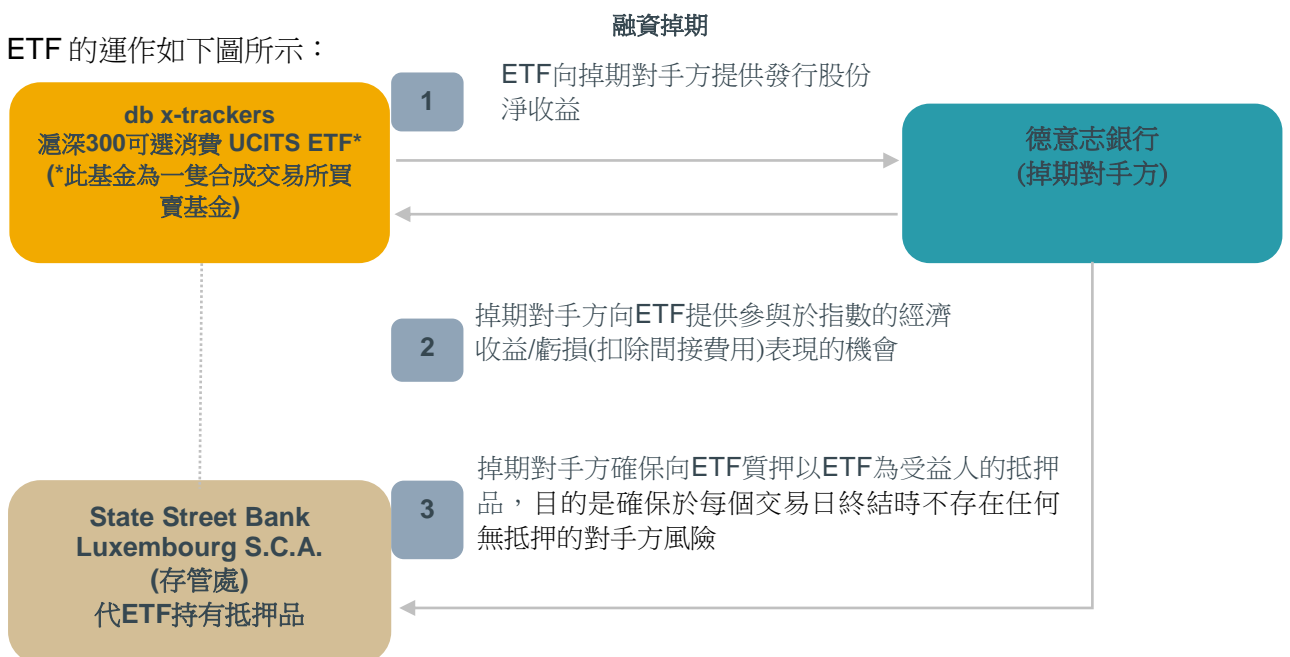 融資掉期
ETF 的運作如下圖所示：
1
ETF向掉期對手方提供發行股份
淨收益
db x-trackers
滬深300可選消費 UCITS ETF*
(*此基金為一隻合成交易所買
賣基金)
德意志銀行
(掉期對手方)
2
掉期對手方向ETF提供參與於指數的經濟
收益/虧損(扣除間接費用)表現的機會
3
掉期對手方確保向ETF質押以ETF為受益人的抵押
品，目的是確保於每個交易日終結時不存在任何
無抵押的對手方風險
State Street Bank
Luxembourg S.C.A.
(存管處)
代ETF持有抵押品